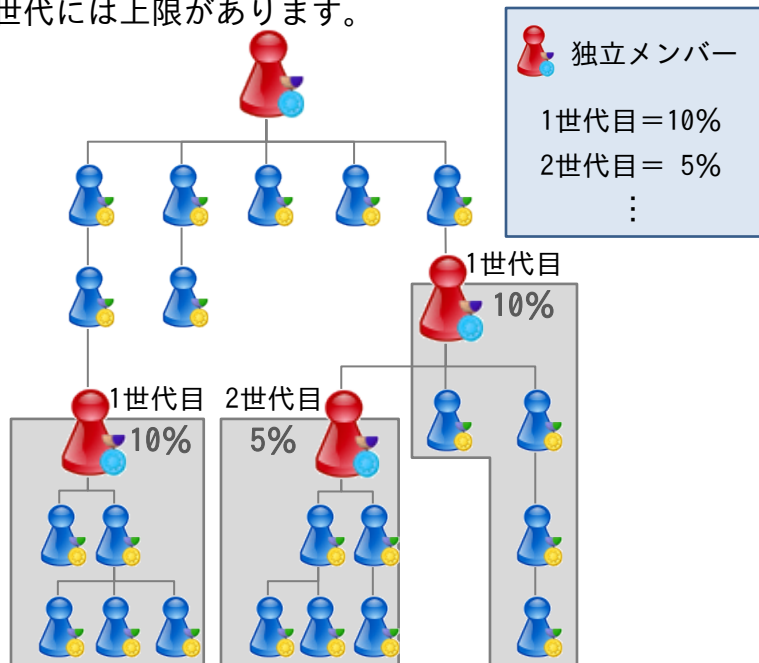 世代には上限があります。
独立メンバー
1世代目＝10%
2世代目＝ 5%
⋮
1世代目
10%
1世代目
10%
2世代目
5%